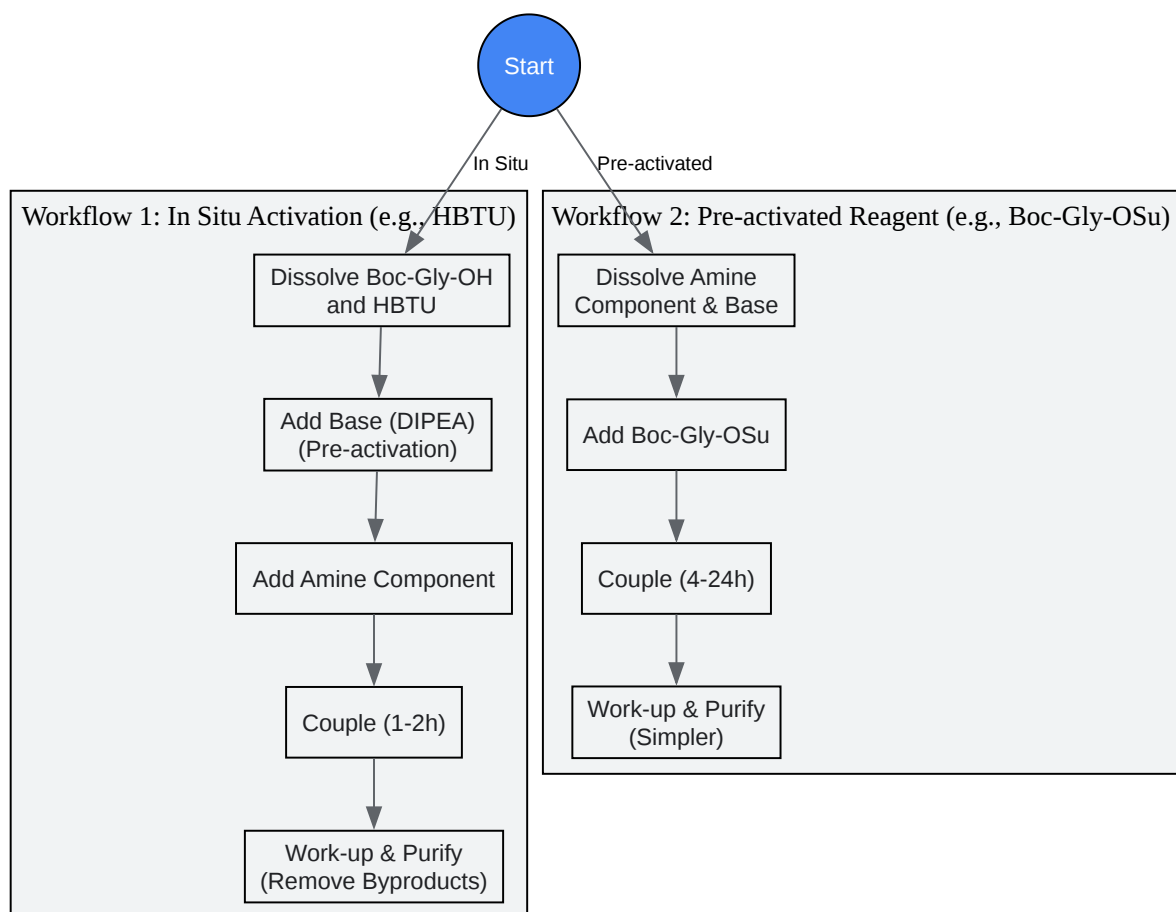 Start
In Situ
Pre-activated
Workflow 1: In Situ Activation (e.g., HBTU)
Dissolve Boc-Gly-OH
and HBTU
Add Base (DIPEA)
(Pre-activation)
Add Amine Component
Couple (1-2h)
Work-up & Purify
(Remove Byproducts)
Workflow 2: Pre-activated Reagent (e.g., Boc-Gly-OSu)
Dissolve Amine
Component & Base
Add Boc-Gly-OSu
Couple (4-24h)
Work-up & Purify
(Simpler)